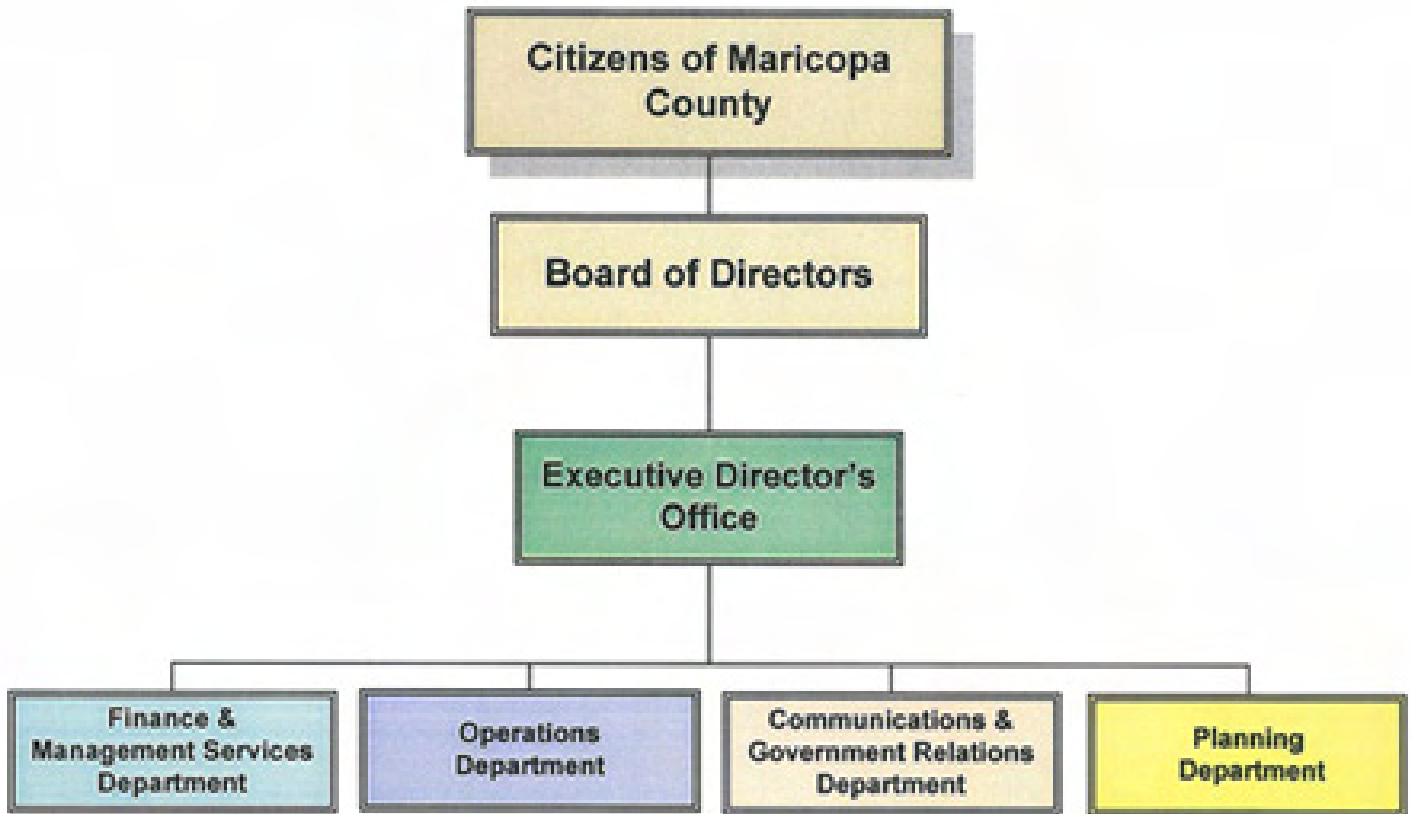 Citizens of Maricopa
County
Board of Directors
Executive Director's
Office
Finance &
Management Services
Department
Operations
Department
Communications &
Government Relations
Department
Planning
Department